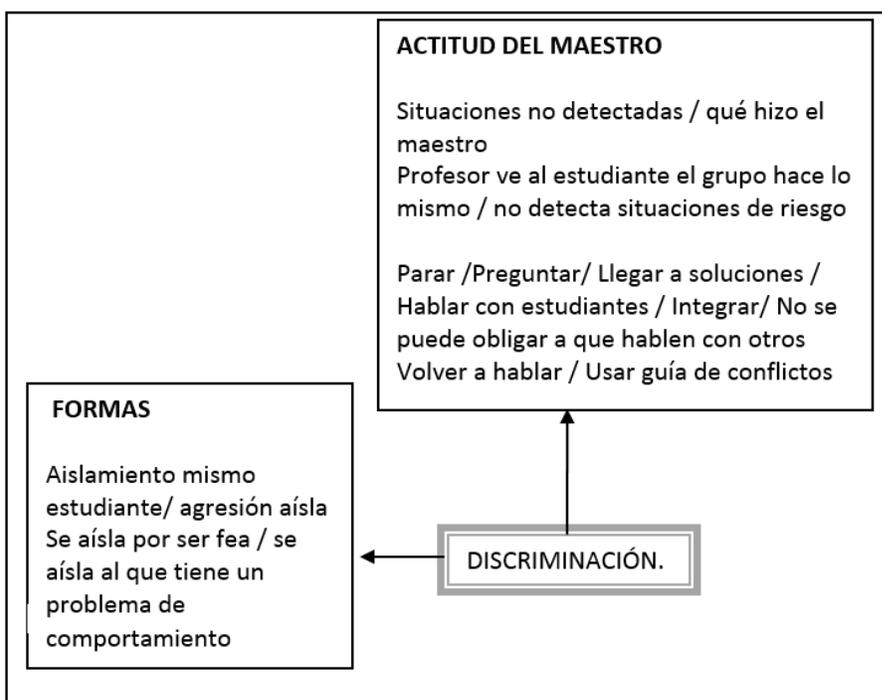 ACTITUD DEL MAESTRO
Situaciones no detectadas / qué hizo el
maestro
Profesor ve al estudiante el grupo hace lo
mismo / no detecta situaciones de riesgo
Parar /Preguntar/ Llegar a soluciones /
Hablar con estudiantes / Integrar/ No se
puede obligar a que hablen con otros
Volver a hablar / Usar guía de conflictos
FORMAS
Aislamiento mismo
estudiante/ agresión aísla
Se aísla por ser fea / se
aísla al que tiene un
problema de
comportamiento
DISCRIMINACIÓN.